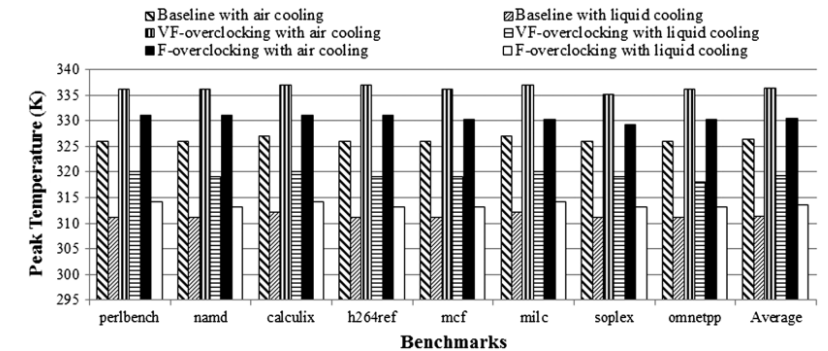 Baseline with air cooling Baseline with liquid cooling
VF-overclocking with air cooling VF-overclocking with liquid cooling
F-overclocking with air cooling F-overclocking with liquid cooling
Peak Temperature (K)
340
335
330
325
320
315
310
305
300
295
perlbench namd calculix h264ref mcf milc soplex omnetpp Average
Benchmarks